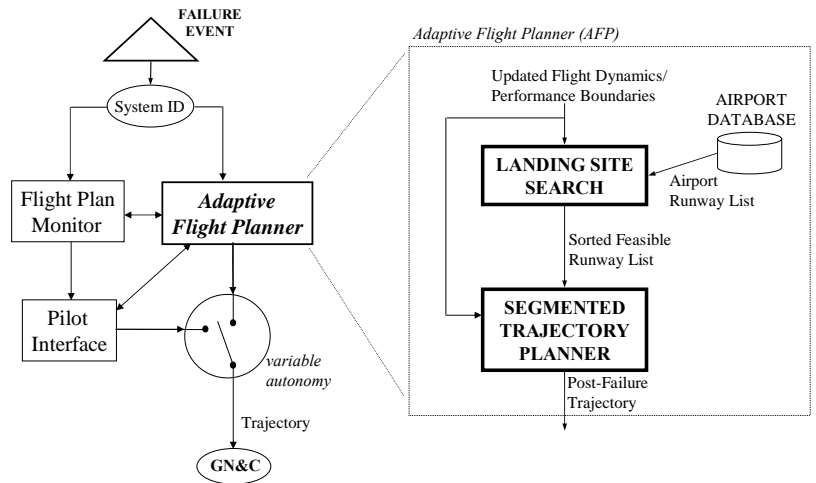 FAILURE
EVENT
System ID
Flight Plan
Monitor
Adaptive
Flight Planner
Pilot
Interface
variable
autonomy
Trajectory
GN&C
Adaptive Flight Planner (AFP)
Updated Flight Dynamics/
Performance Boundaries
AIRPORT
DATABASE
LANDING SITE
SEARCH
Airport
Runway List
Sorted Feasible
Runway List
SEGMENTED
TRAJECTORY
PLANNER
Post-Failure
Trajectory